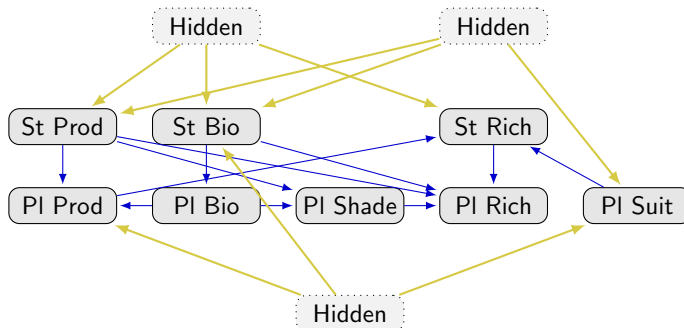 Hidden Hidden
St Prod St Bio St Rich
Pl Prod Pl Bio Pl Shade Pl Rich Pl Suit
Hidden